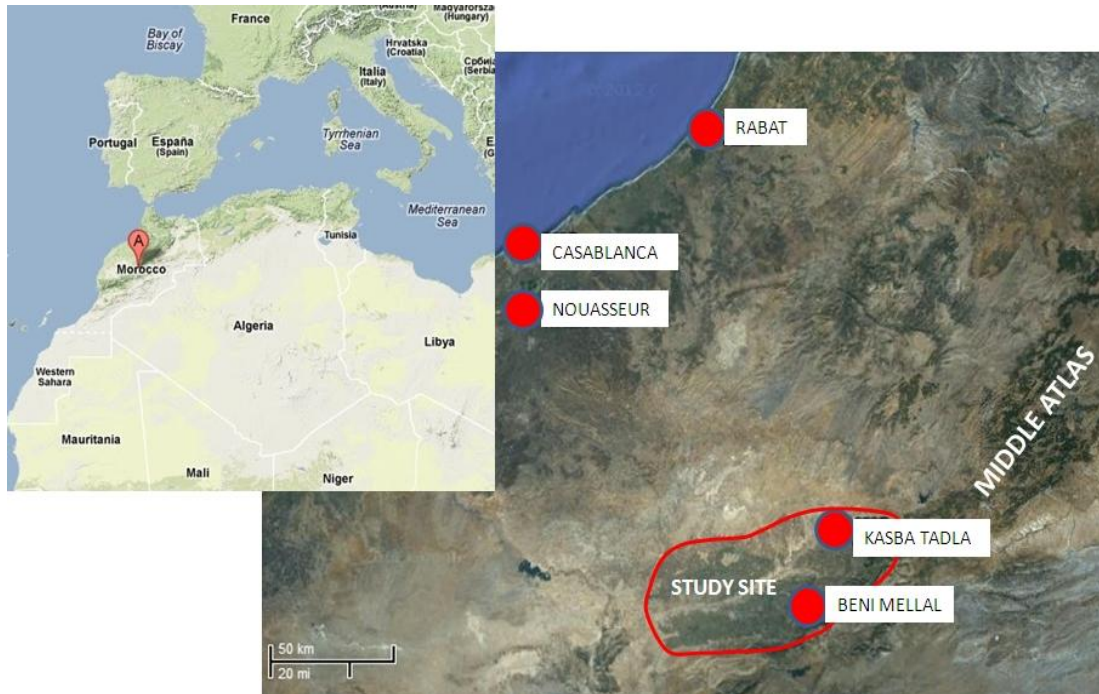 France
Bay of
Biscay
Magyarország
(Hungary)
Hrvatska
(Croatia)
Italia
(Italy)
Portugal
España
(Spain)
Tyrrhenian
Sea
Mediterranean
Sea
Tunisia
A
Morocco
Algeria
Libya
Western
Sahara
Mauritania
Mali
Niger
RABAT
CASABLANCA
NOUASSEUR
MIDDLE ATLAS
KASBA TADLA
STUDY SITE
BENI MELLAL
50 km
20 mi